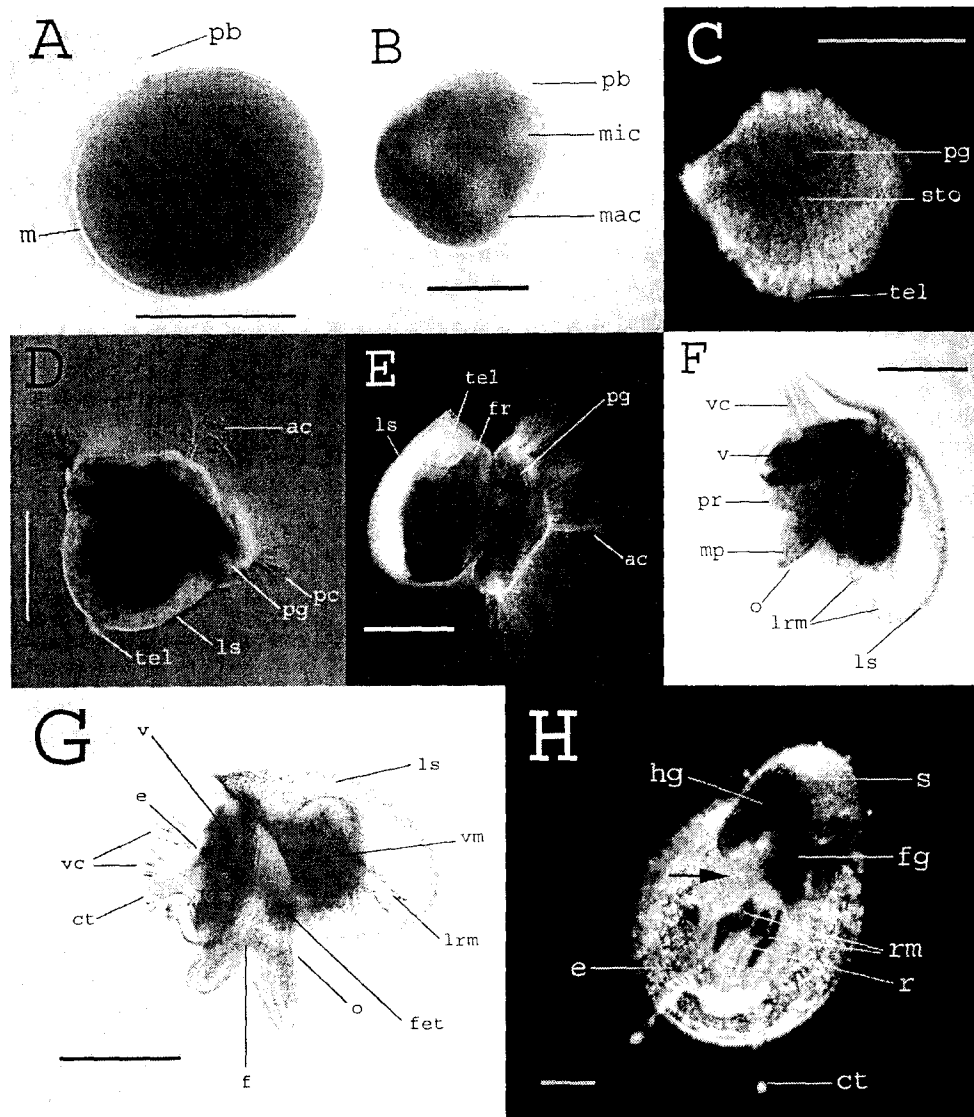 A
pb
m
B
pb
mic
mac
C
pg
sto
tel
D
ac
pc
pg
ls
tel
E
tel
fr
ls
pg
ac
F
vc
v
pr
mp
o
lrm
ls
G
v
ls
e
vc
vm
ct
lrm
o
fet
f
H
hg
s
fg
rm
e
r
ct